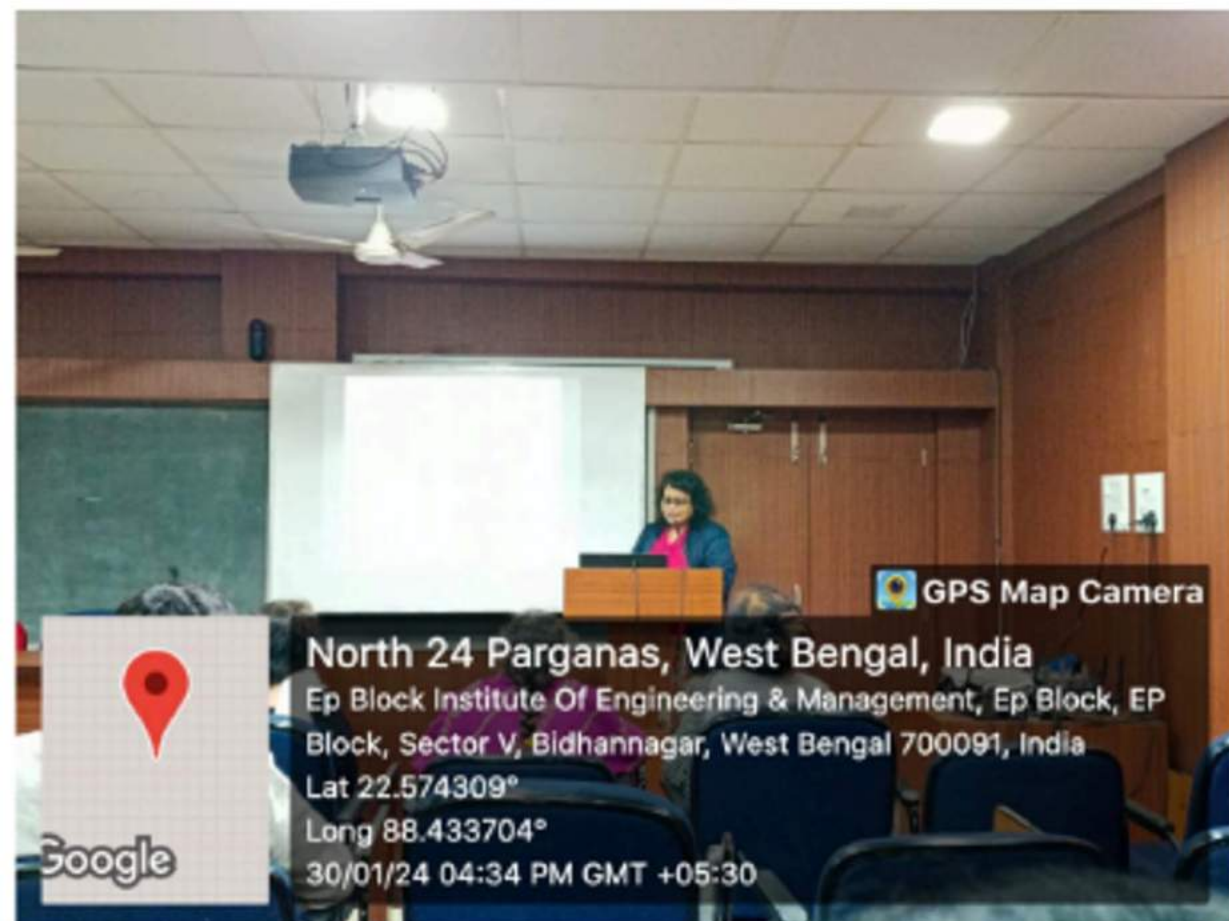 GPS Map Camera
North 24 Parganas, West Bengal, India
Ep Block Institute Of Engineering & Management, Ep Block, EP
Block, Sector V, Bidhannagar, West Bengal 700091, India
Lat 22.574309°
Long 88.433704°
30/01/24 04:34 PM GMT +05:30
Google